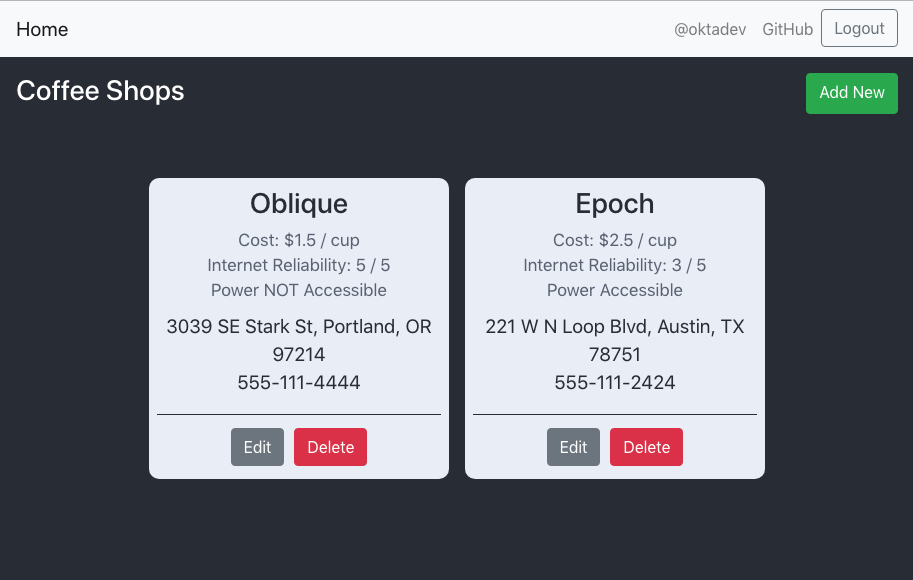 Home
@oktadev GitHub Logout
Coffee Shops
Add New
Oblique
Cost: $1.5 / cup
Internet Reliability: 5 / 5
Power NOT Accessible
3039 SE Stark St, Portland, OR
97214
555-111-4444
Edit Delete
Epoch
Cost: $2.5 / cup
Internet Reliability: 3 / 5
Power Accessible
221 W N Loop Blvd, Austin, TX
78751
555-111-2424
Edit Delete